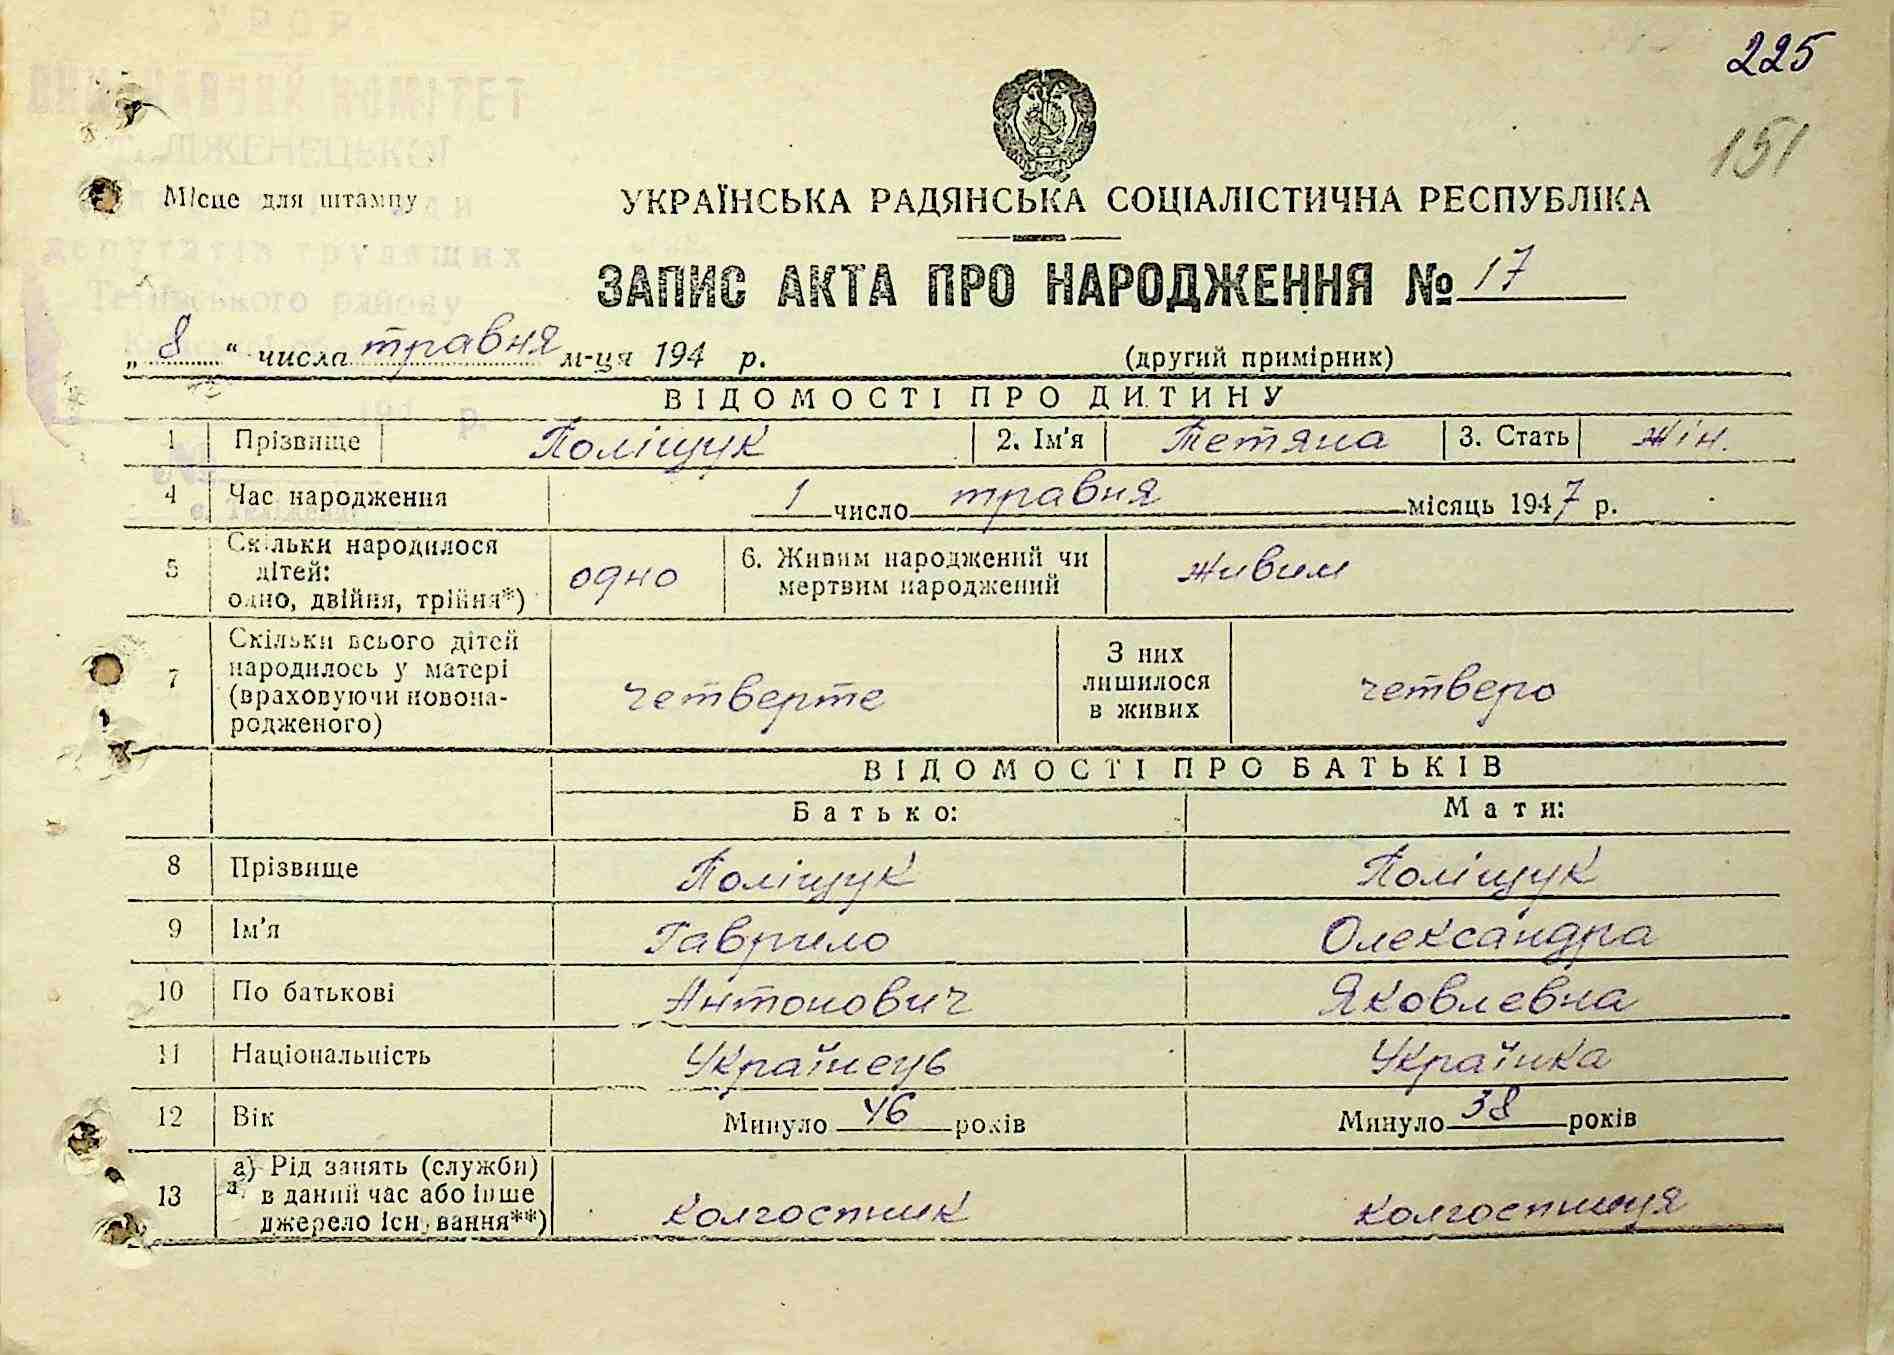 225
151
У Р С Р
ВИКОНАВЧИЙ КОМІТЕТ
депутатів трудящих
району
Місце для штампу
УКРАЇНСЬКА РАДЯНСЬКА СОЦІАЛІСТИЧНА РЕСПУБЛІКА
ЗАПИС АКТА ПРО НАРОДЖЕННЯ № 17
„ 8 “ числа травня м-ця 194 р. (другий примірник)
ВІДОМОСТІ ПРО ДИТИНУ
1 Прізвище Поліщук 2. Ім'я Тетяна 3. Стать жін.
4 Час народження 1 число травня місяць 1947 р.
5 Скільки народилося дітей: одно, двійня, трійня*) одно 6. Живим народжений чи мертвим народжений живим
7 Скільки всього дітей народилось у матері (враховуючи новонародженого) четверте З них лишилося в живих четверо
ВІДОМОСТІ ПРО БАТЬКІВ
Батько: Мати:
8 Прізвище Поліщук Поліщук
9 Ім'я Гаврило Олександра
10 По батькові Антонович Яковлевна
11 Національність Українець Українка
12 Вік Минуло 46 років Минуло 38 років
13 а) Рід занять (служби) в даний час або інше джерело існування**) колгоспник колгоспниця